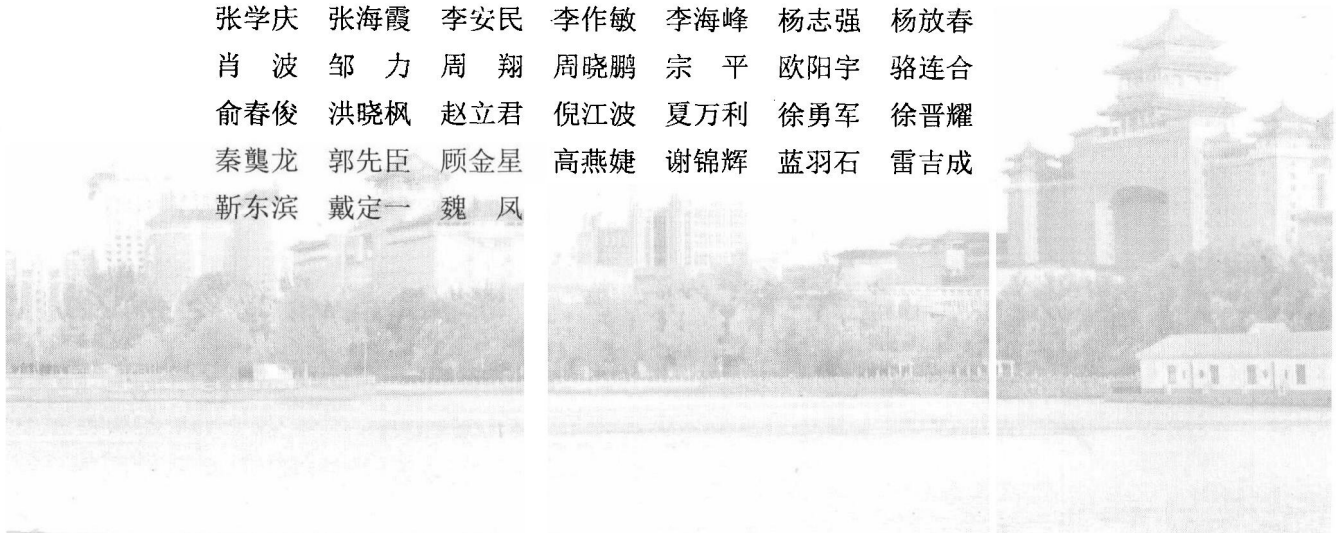 张学庆 张海霞 李安民 李作敏 李海峰 杨志强 杨放春
肖 波 邹 力 周 翔 周晓鹏 宗 平 欧阳宇 骆连合
俞春俊 洪晓枫 赵立君 倪江波 夏万利 徐勇军 徐晋耀
秦龑龙 郭先臣 顾金星 高燕婕 谢锦辉 蓝羽石 雷吉成
靳东滨 戴定一 魏 凤